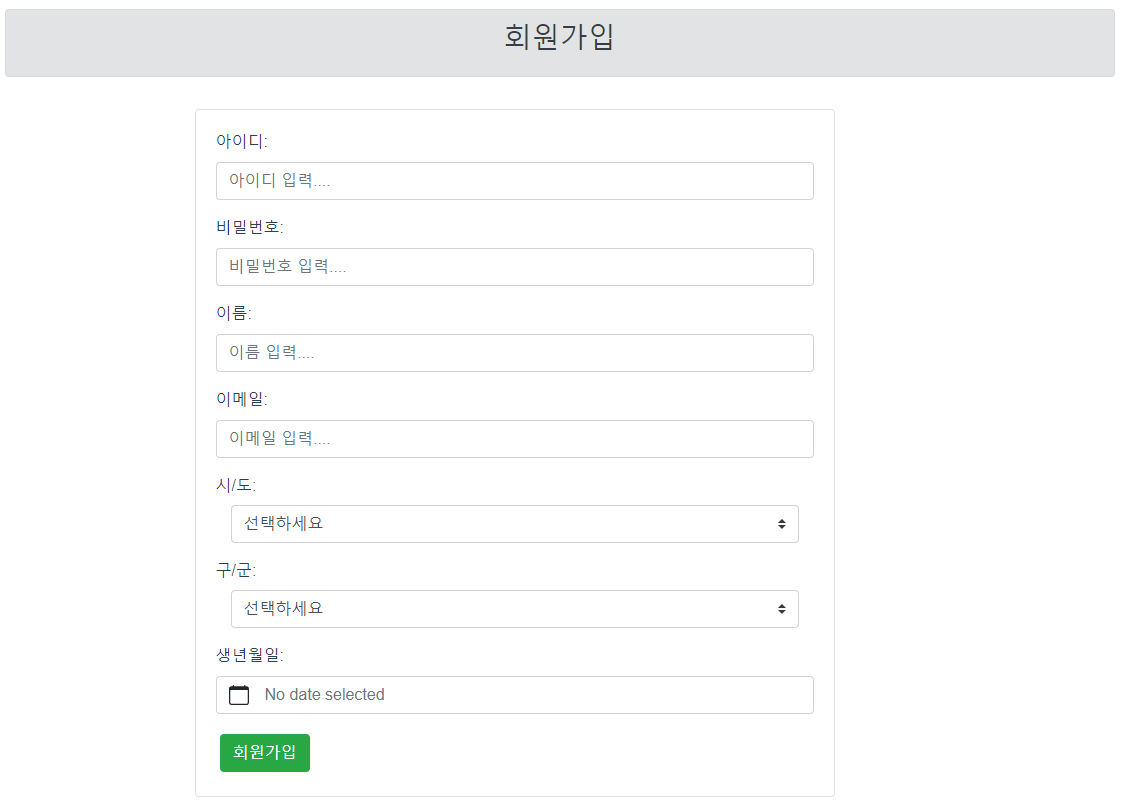 회원가입
아이디:
아이디 입력....
비밀번호:
비밀번호 입력....
이름:
이름 입력....
이메일:
이메일 입력....
시/도:
선택하세요
구/군:
선택하세요
생년월일:
No date selected
회원가입